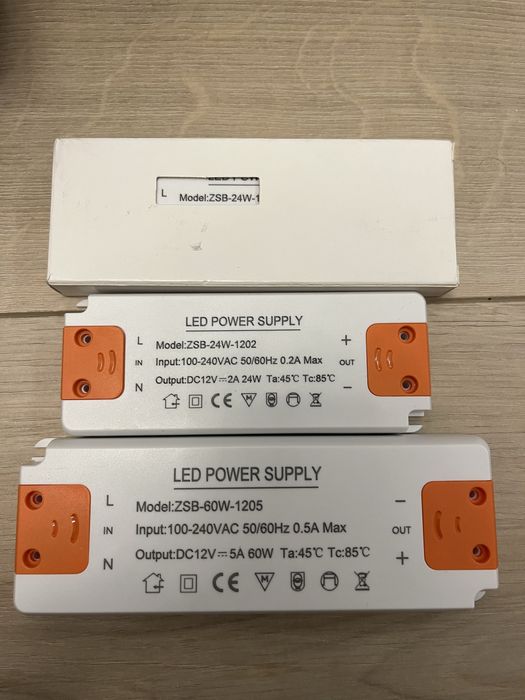 L
Model:ZSB-24W-1
LED POWER SUPPLY
L
Model:ZSB-24W-1202
+
IN
Input:100-240VAC 50/60Hz 0.2A Max
OUT
N
Output:DC12V⎓2A 24W Ta:45℃ Tc:85℃
−
CE
M
LED POWER SUPPLY
L
Model:ZSB-60W-1205
−
IN
Input:100-240VAC 50/60Hz 0.5A Max
OUT
N
Output:DC12V⎓5A 60W Ta:45℃ Tc:85℃
+
CE
M